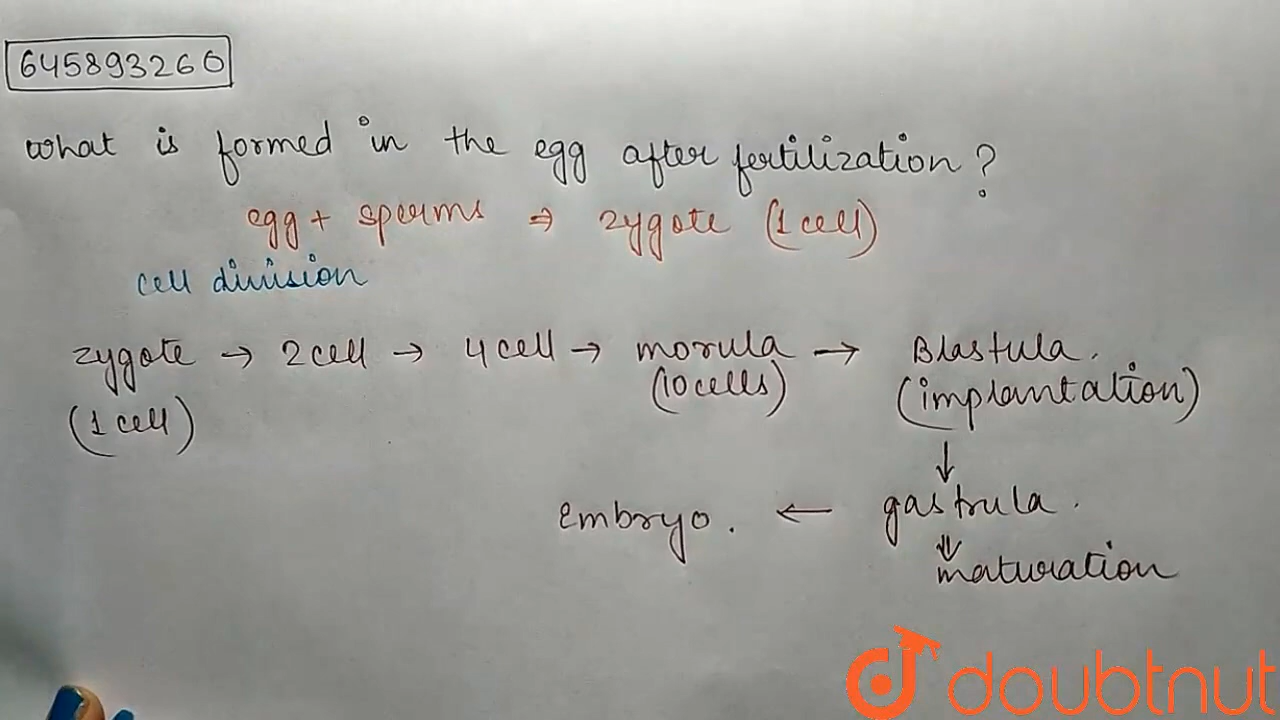 645893260
What is formed in the egg after fertilization?
egg + sperms ⇒ zygote (1 cell)
cell division
zygote → 2 cell → 4 cell → morula → Blastula.
(1 cell) (10 cells) (implantation)
↓
embryo. ← gastrula.
⇓
maturation
doubtnut